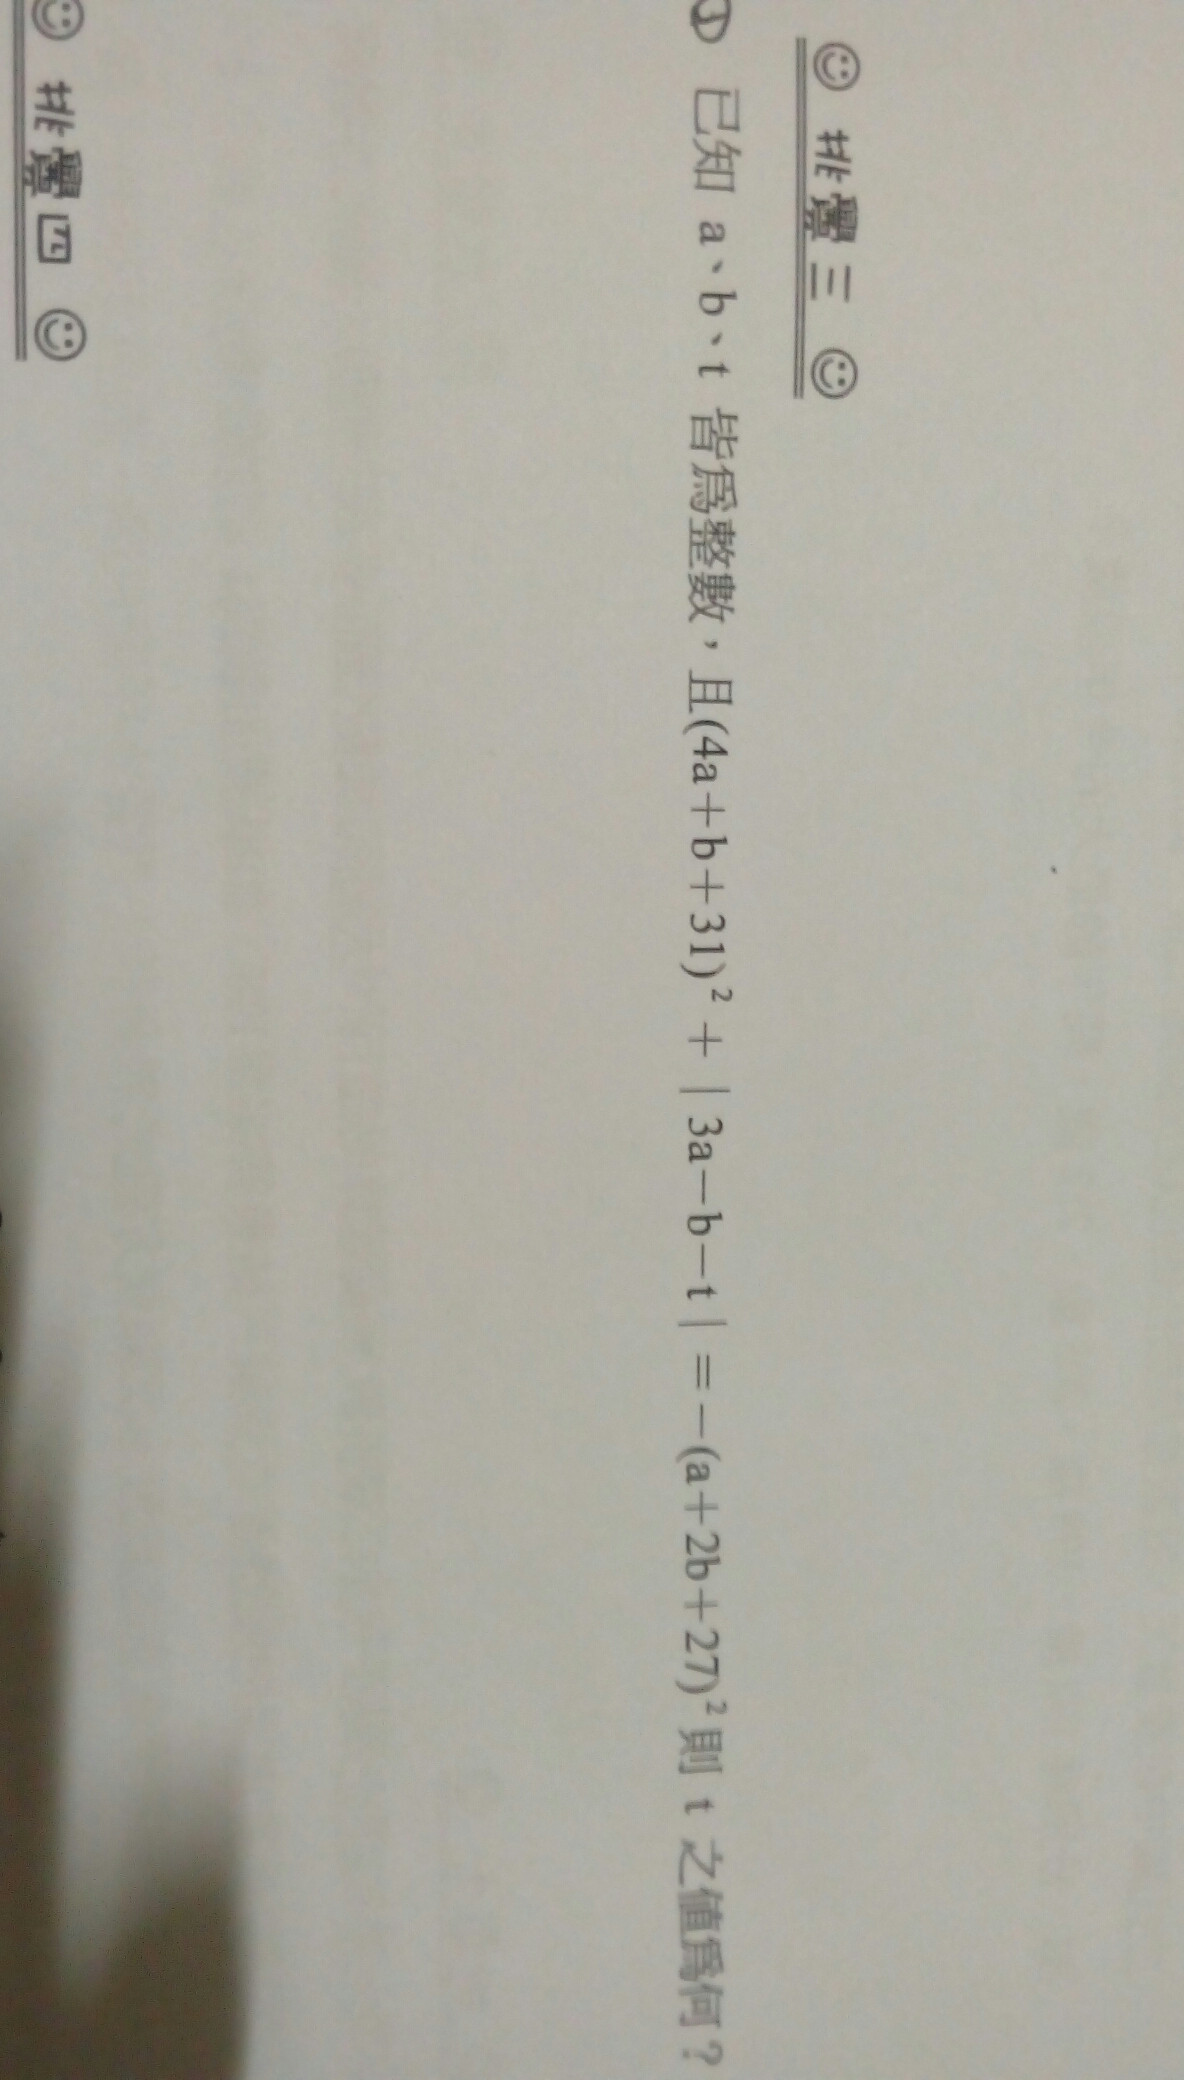 ☺ 挑戰三 ☺
① 已知 a、b、t 皆為整數，且(4a+b+31)²+|3a-b-t|=-(a+2b+27)²則 t 之值為何？
☺ 挑戰四 ☺